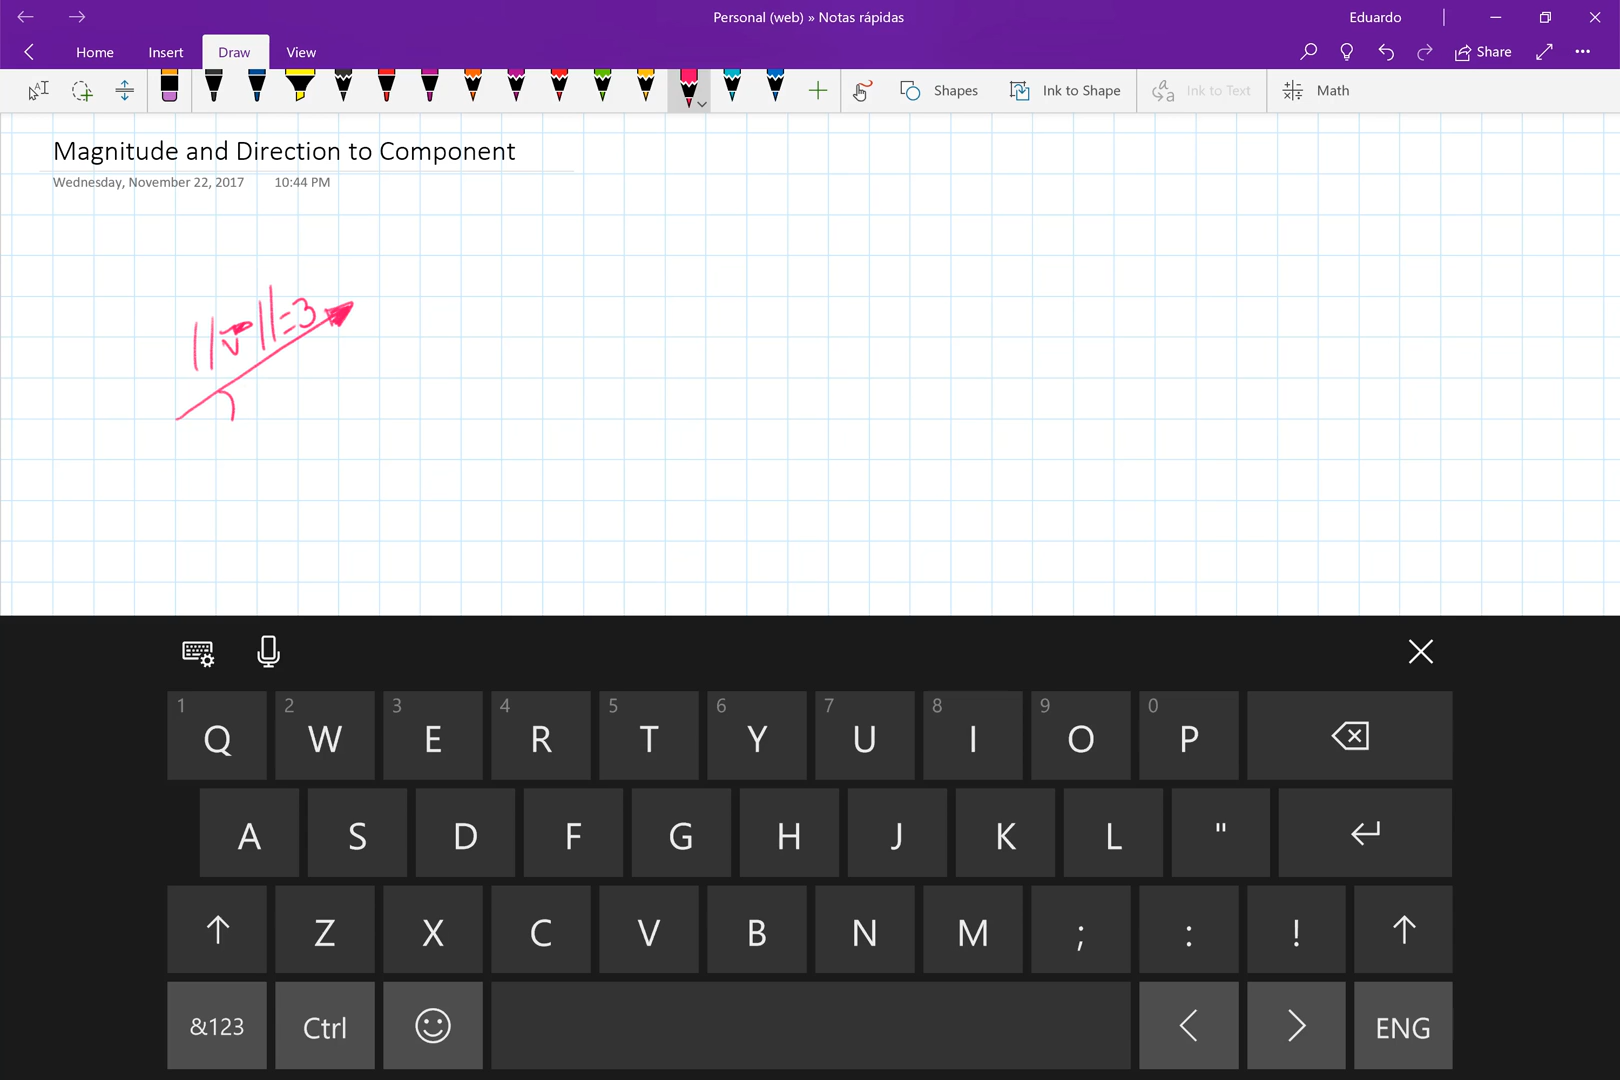 Personal (web) » Notas rápidas
Eduardo
Home Insert Draw View
Share
Shapes Ink to Shape Ink to Text Math
Magnitude and Direction to Component
Wednesday, November 22, 2017 10:44 PM
||v||=3
1 2 3 4 5 6 7 8 9 0
Q W E R T Y U I O P
A S D F G H J K L "
Z X C V B N M ; : !
&123 Ctrl ENG